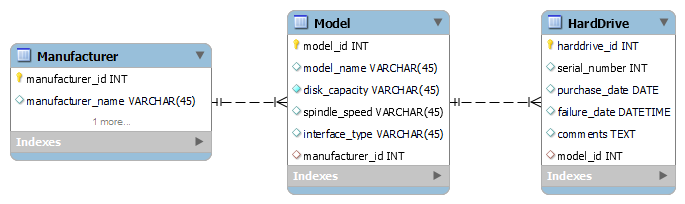 Manufacturer
manufacturer_id INT
manufacturer_name VARCHAR(45)
1 more...
Indexes
Model
model_id INT
model_name VARCHAR(45)
disk_capacity VARCHAR(45)
spindle_speed VARCHAR(45)
interface_type VARCHAR(45)
manufacturer_id INT
Indexes
HardDrive
harddrive_id INT
serial_number INT
purchase_date DATE
failure_date DATETIME
comments TEXT
model_id INT
Indexes